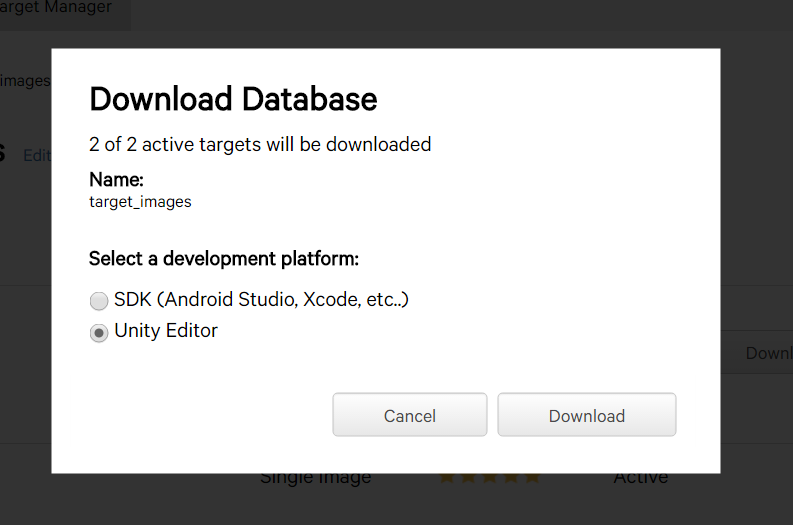 arget Manager
images
s Edit
Download Database
2 of 2 active targets will be downloaded
Name:
target_images
Select a development platform:
SDK (Android Studio, Xcode, etc..)
Unity Editor
Downl
Cancel
Download
Single Image
Active